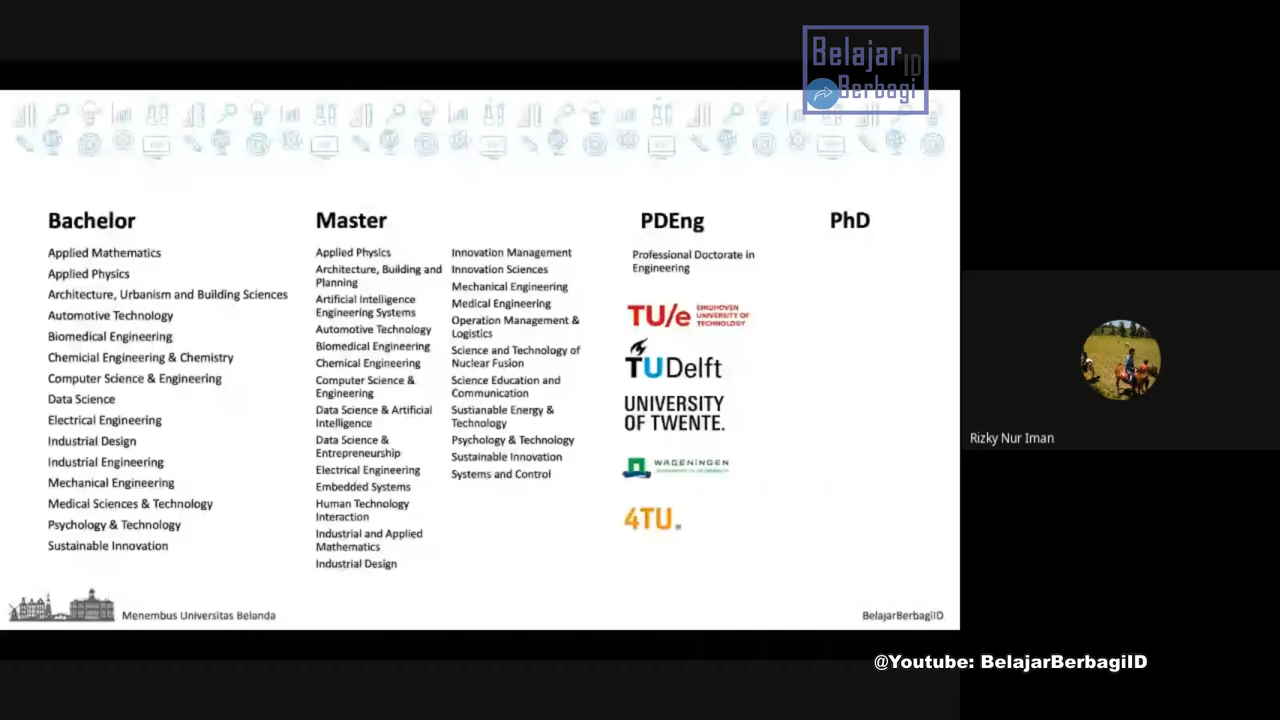 Belajar ID
Berbagi
Bachelor
Applied Mathematics
Applied Physics
Architecture, Urbanism and Building Sciences
Automotive Technology
Biomedical Engineering
Chemicial Engineering & Chemistry
Computer Science & Engineering
Data Science
Electrical Engineering
Industrial Design
Industrial Engineering
Mechanical Engineering
Medical Sciences & Technology
Psychology & Technology
Sustainable Innovation
Master
Applied Physics
Architecture, Building and
Planning
Artificial Intelligence
Engineering Systems
Automotive Technology
Biomedical Engineering
Chemical Engineering
Computer Science &
Engineering
Data Science & Artificial
Intelligence
Data Science &
Entrepreneurship
Electrical Engineering
Embedded Systems
Human Technology
Interaction
Industrial and Applied
Mathematics
Industrial Design
Innovation Management
Innovation Sciences
Mechanical Engineering
Medical Engineering
Operation Management &
Logistics
Science and Technology of
Nuclear Fusion
Science Education and
Communication
Sustianable Energy &
Technology
Psychology & Technology
Sustainable Innovation
Systems and Control
PDEng
Professional Doctorate in
Engineering
TU/e
EINDHOVEN
UNIVERSITY OF
TECHNOLOGY
TUDelft
UNIVERSITY
OF TWENTE.
WAGENINGEN
4TU.
PhD
Rizky Nur Iman
Menembus Universitas Belanda
BelajarBerbagiID
@Youtube: BelajarBerbagiID